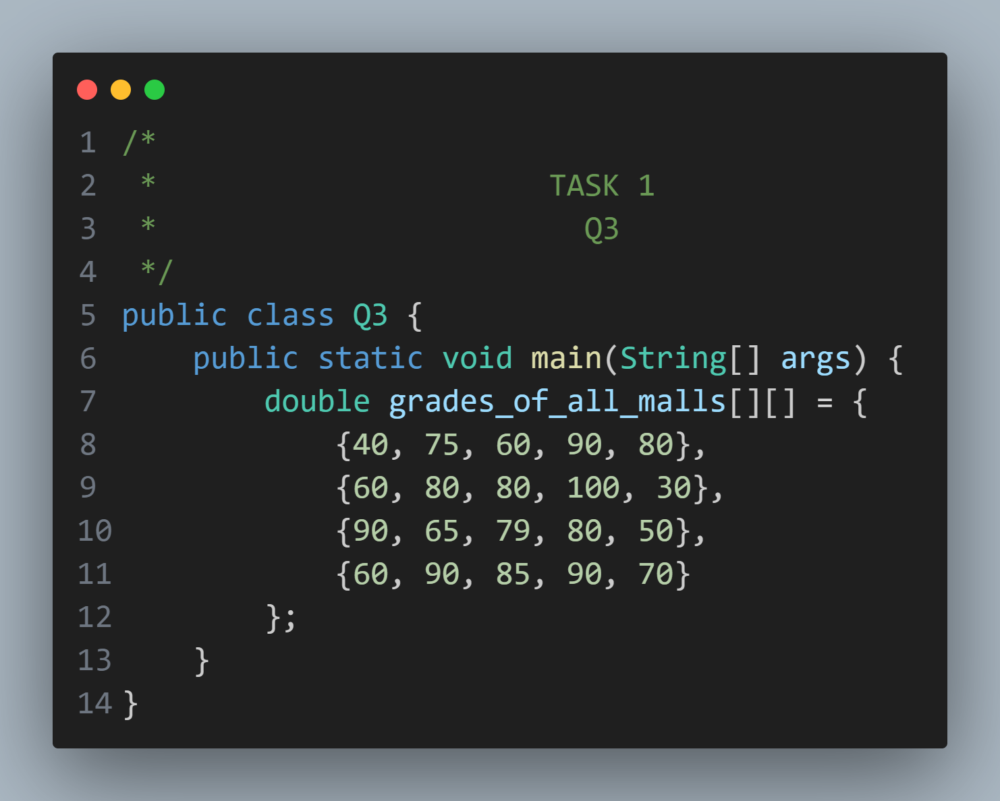 1 /*
2  *                       TASK 1
3  *                         Q3
4  */
5 public class Q3 {
6     public static void main(String[] args) {
7         double grades_of_all_malls[][] = {
8             {40, 75, 60, 90, 80},
9             {60, 80, 80, 100, 30},
10             {90, 65, 79, 80, 50},
11             {60, 90, 85, 90, 70}
12         };
13     }
14 }